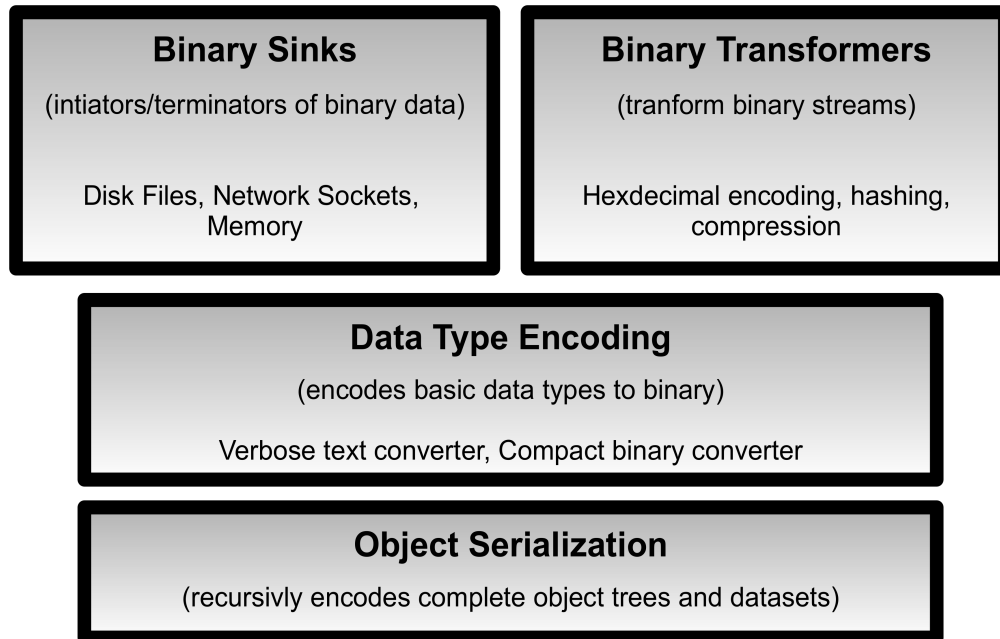 Binary Sinks
(intiators/terminators of binary data)
Disk Files, Network Sockets,
Memory
Binary Transformers
(tranform binary streams)
Hexdecimal encoding, hashing,
compression
Data Type Encoding
(encodes basic data types to binary)
Verbose text converter, Compact binary converter
Object Serialization
(recursivly encodes complete object trees and datasets)